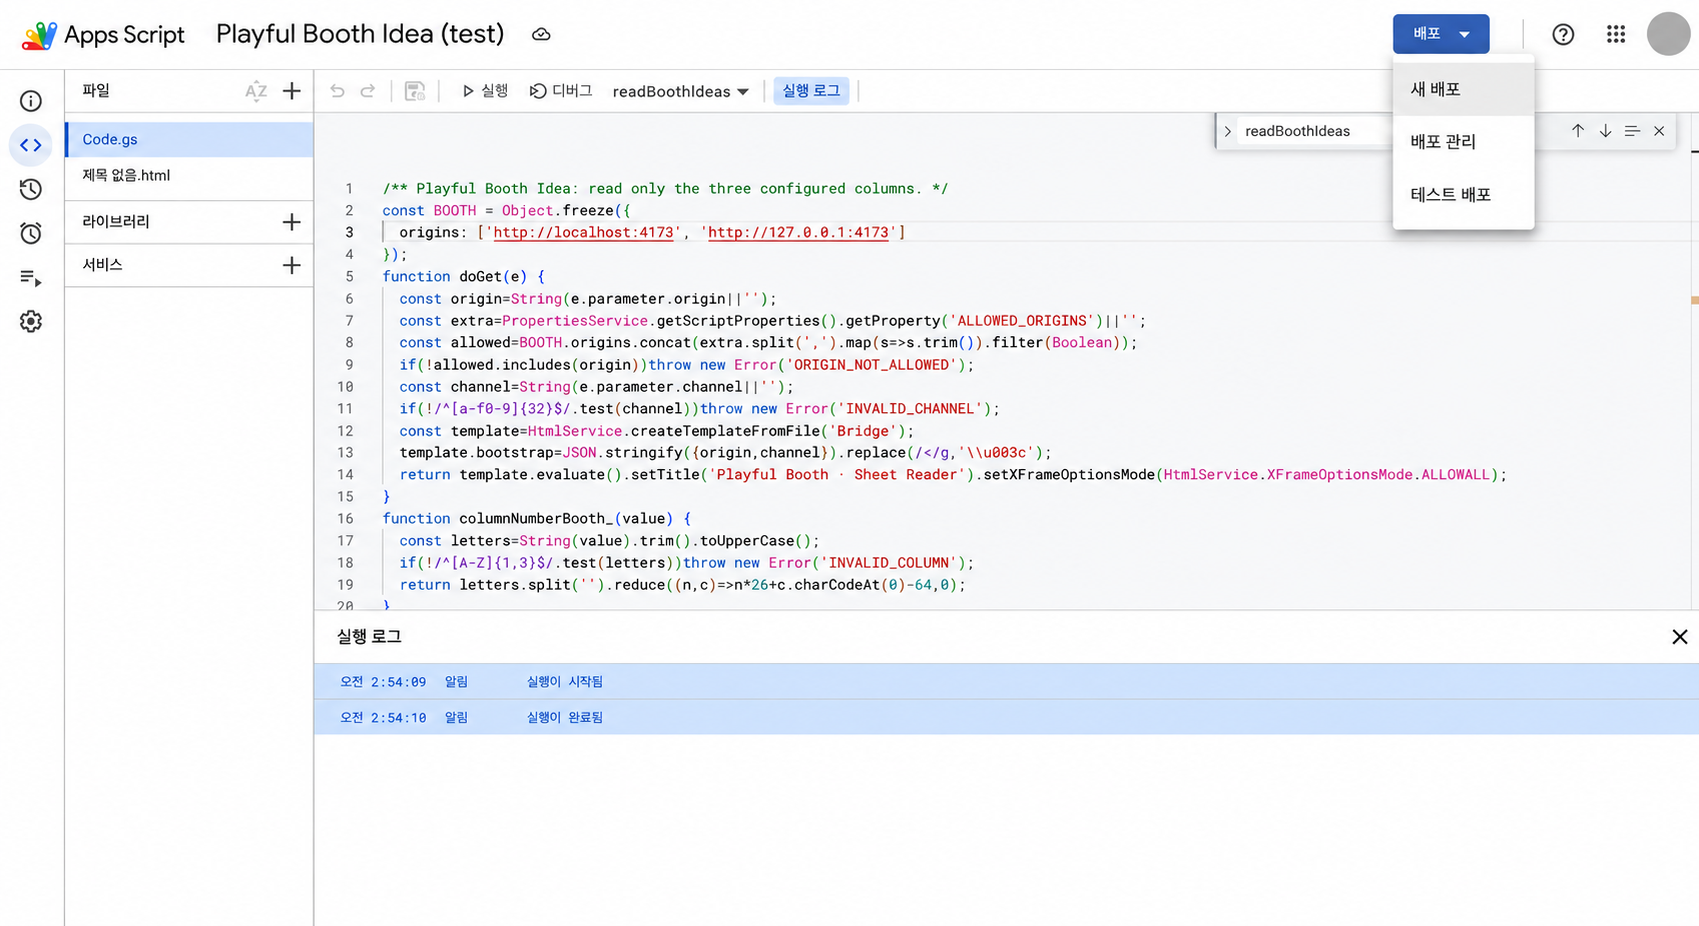 Apps Script
Playful Booth Idea (test)
배포
새 배포
배포 관리
테스트 배포
파일
AZ
실행
디버그
readBoothIdeas
실행 로그
readBoothIdeas
Code.gs
제목 없음.html
라이브러리
서비스
1 /** Playful Booth Idea: read only the three configured columns. */
2 const BOOTH = Object.freeze({
3 origins: ['http://localhost:4173', 'http://127.0.0.1:4173']
4 });
5 function doGet(e) {
6 const origin=String(e.parameter.origin||'');
7 const extra=PropertiesService.getScriptProperties().getProperty('ALLOWED_ORIGINS')||'';
8 const allowed=BOOTH.origins.concat(extra.split(',').map(s=>s.trim()).filter(Boolean));
9 if(!allowed.includes(origin))throw new Error('ORIGIN_NOT_ALLOWED');
10 const channel=String(e.parameter.channel||'');
11 if(!/^[a-f0-9]{32}$/.test(channel))throw new Error('INVALID_CHANNEL');
12 const template=HtmlService.createTemplateFromFile('Bridge');
13 template.bootstrap=JSON.stringify({origin,channel}).replace(/</g,'\\u003c');
14 return template.evaluate().setTitle('Playful Booth · Sheet Reader').setXFrameOptionsMode(HtmlService.XFrameOptionsMode.ALLOWALL);
15 }
16 function columnNumberBooth_(value) {
17 const letters=String(value).trim().toUpperCase();
18 if(!/^[A-Z]{1,3}$/.test(letters))throw new Error('INVALID_COLUMN');
19 return letters.split('').reduce((n,c)=>n*26+c.charCodeAt(0)-64,0);
20 }
실행 로그
오전 2:54:09 알림 실행이 시작됨
오전 2:54:10 알림 실행이 완료됨